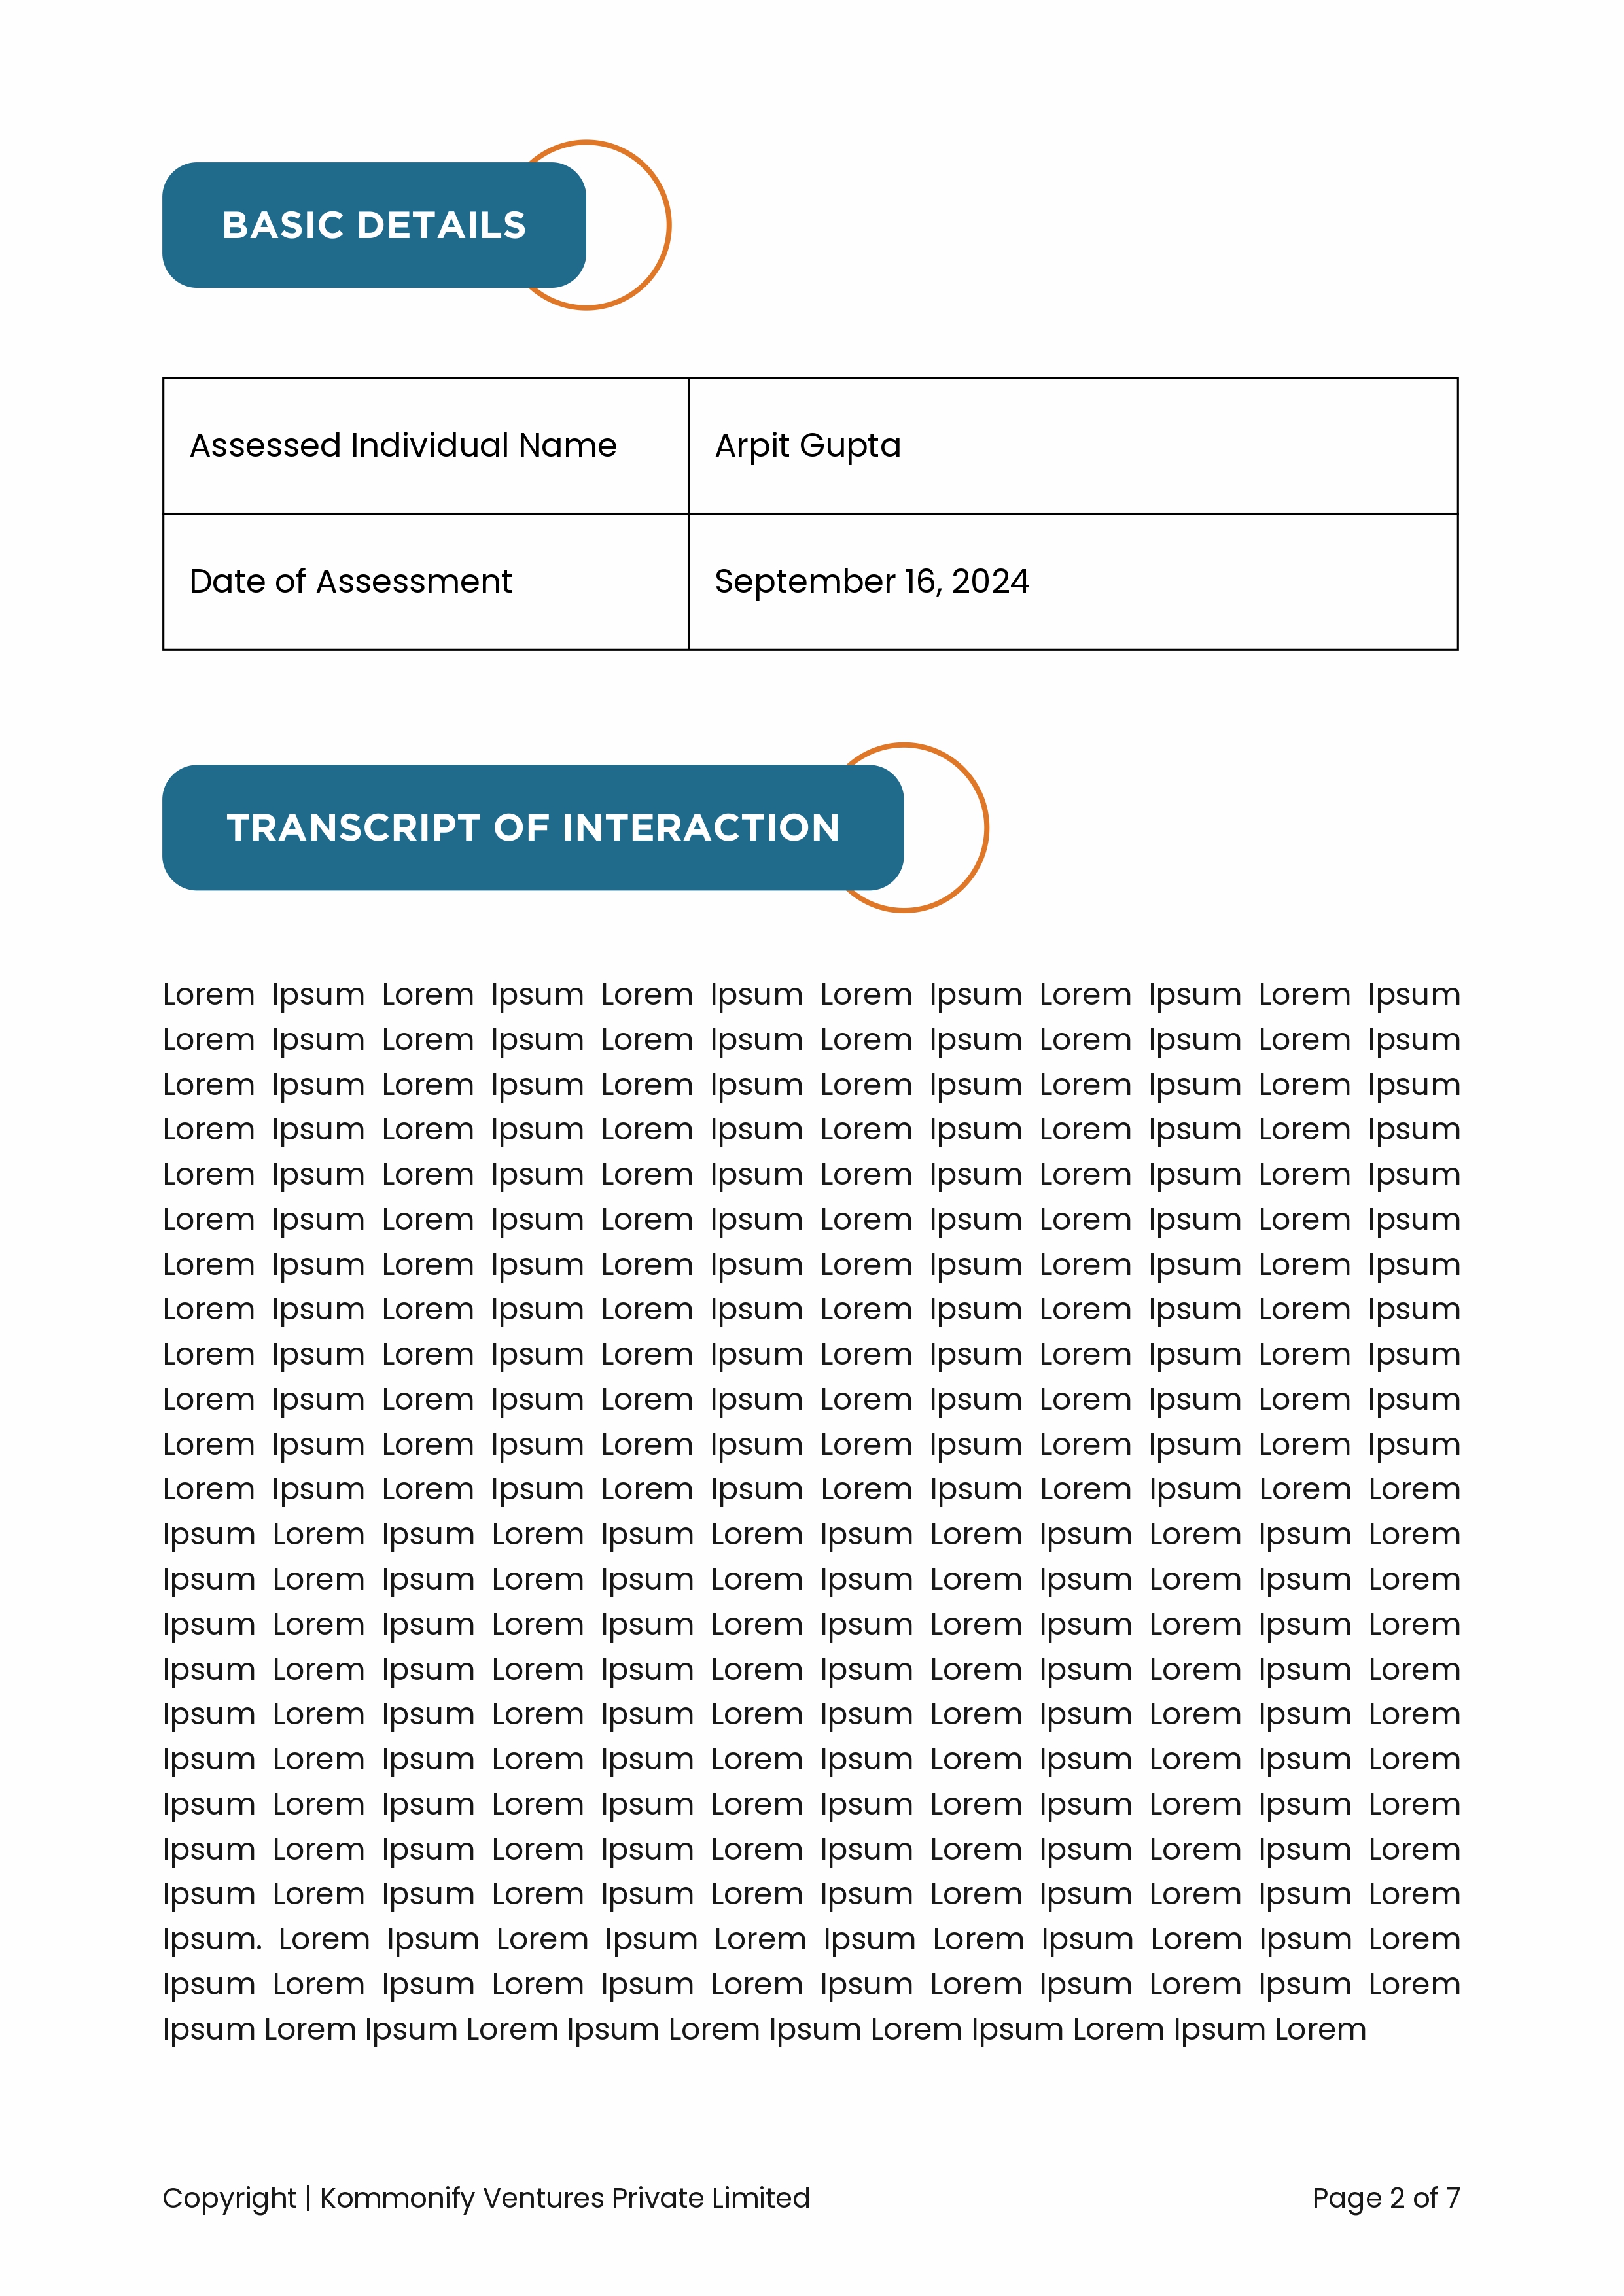 BASIC DETAILS
Assessed Individual Name
Arpit Gupta
Date of Assessment
September 16, 2024
TRANSCRIPT OF INTERACTION
Lorem Ipsum Lorem Ipsum Lorem Ipsum Lorem Ipsum Lorem Ipsum Lorem Ipsum
Lorem Ipsum Lorem Ipsum Lorem Ipsum Lorem Ipsum Lorem Ipsum Lorem Ipsum
Lorem Ipsum Lorem Ipsum Lorem Ipsum Lorem Ipsum Lorem Ipsum Lorem Ipsum
Lorem Ipsum Lorem Ipsum Lorem Ipsum Lorem Ipsum Lorem Ipsum Lorem Ipsum
Lorem Ipsum Lorem Ipsum Lorem Ipsum Lorem Ipsum Lorem Ipsum Lorem Ipsum
Lorem Ipsum Lorem Ipsum Lorem Ipsum Lorem Ipsum Lorem Ipsum Lorem Ipsum
Lorem Ipsum Lorem Ipsum Lorem Ipsum Lorem Ipsum Lorem Ipsum Lorem Ipsum
Lorem Ipsum Lorem Ipsum Lorem Ipsum Lorem Ipsum Lorem Ipsum Lorem Ipsum
Lorem Ipsum Lorem Ipsum Lorem Ipsum Lorem Ipsum Lorem Ipsum Lorem Ipsum
Lorem Ipsum Lorem Ipsum Lorem Ipsum Lorem Ipsum Lorem Ipsum Lorem Ipsum
Lorem Ipsum Lorem Ipsum Lorem Ipsum Lorem Ipsum Lorem Ipsum Lorem Ipsum
Lorem Ipsum Lorem Ipsum Lorem Ipsum Lorem Ipsum Lorem Ipsum Lorem Lorem
Ipsum Lorem Ipsum Lorem Ipsum Lorem Ipsum Lorem Ipsum Lorem Ipsum Lorem
Ipsum Lorem Ipsum Lorem Ipsum Lorem Ipsum Lorem Ipsum Lorem Ipsum Lorem
Ipsum Lorem Ipsum Lorem Ipsum Lorem Ipsum Lorem Ipsum Lorem Ipsum Lorem
Ipsum Lorem Ipsum Lorem Ipsum Lorem Ipsum Lorem Ipsum Lorem Ipsum Lorem
Ipsum Lorem Ipsum Lorem Ipsum Lorem Ipsum Lorem Ipsum Lorem Ipsum Lorem
Ipsum Lorem Ipsum Lorem Ipsum Lorem Ipsum Lorem Ipsum Lorem Ipsum Lorem
Ipsum Lorem Ipsum Lorem Ipsum Lorem Ipsum Lorem Ipsum Lorem Ipsum Lorem
Ipsum Lorem Ipsum Lorem Ipsum Lorem Ipsum Lorem Ipsum Lorem Ipsum Lorem
Ipsum Lorem Ipsum Lorem Ipsum Lorem Ipsum Lorem Ipsum Lorem Ipsum Lorem
Ipsum. Lorem Ipsum Lorem Ipsum Lorem Ipsum Lorem Ipsum Lorem Ipsum Lorem
Ipsum Lorem Ipsum Lorem Ipsum Lorem Ipsum Lorem Ipsum Lorem Ipsum Lorem
Ipsum Lorem Ipsum Lorem Ipsum Lorem Ipsum Lorem Ipsum Lorem Ipsum Lorem
Copyright | Kommonify Ventures Private Limited
Page 2 of 7